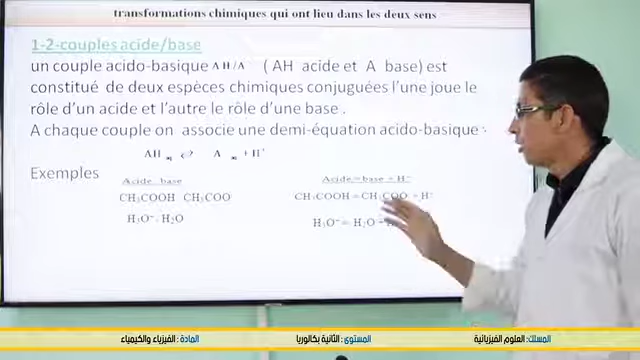 transformations chimiques qui ont lieu dans les deux sens
1-2-couples acide/base
un couple acido-basique AH/A⁻ ( AH acide et A base) est
constitué de deux espèces chimiques conjuguées l'une joue le
rôle d'un acide et l'autre le rôle d'une base.
A chaque couple on associe une demi-équation acido-basique :
AH aq ⇄ A⁻ aq + H⁺
Exemples
Acide base
Acide=base + H⁺
CH₃COOH CH₃COO
CH₃COOH =CH₃COO + H⁺
H₃O⁺ H₂O
H₃O⁺= H₂O +
المسلك: العلوم الفيزيائية
المستوى: الثانية بكالوريا
المادة: الفيزياء والكيمياء